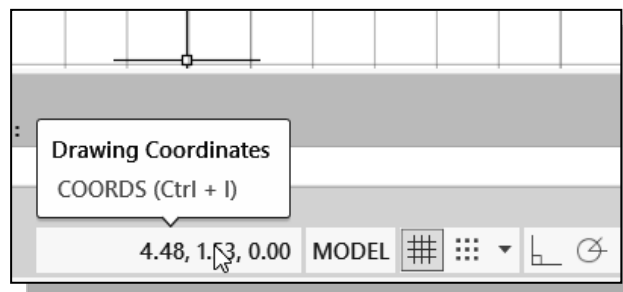 :
Drawing Coordinates
COORDS (Ctrl + I)
4.48, 0.00 MODEL